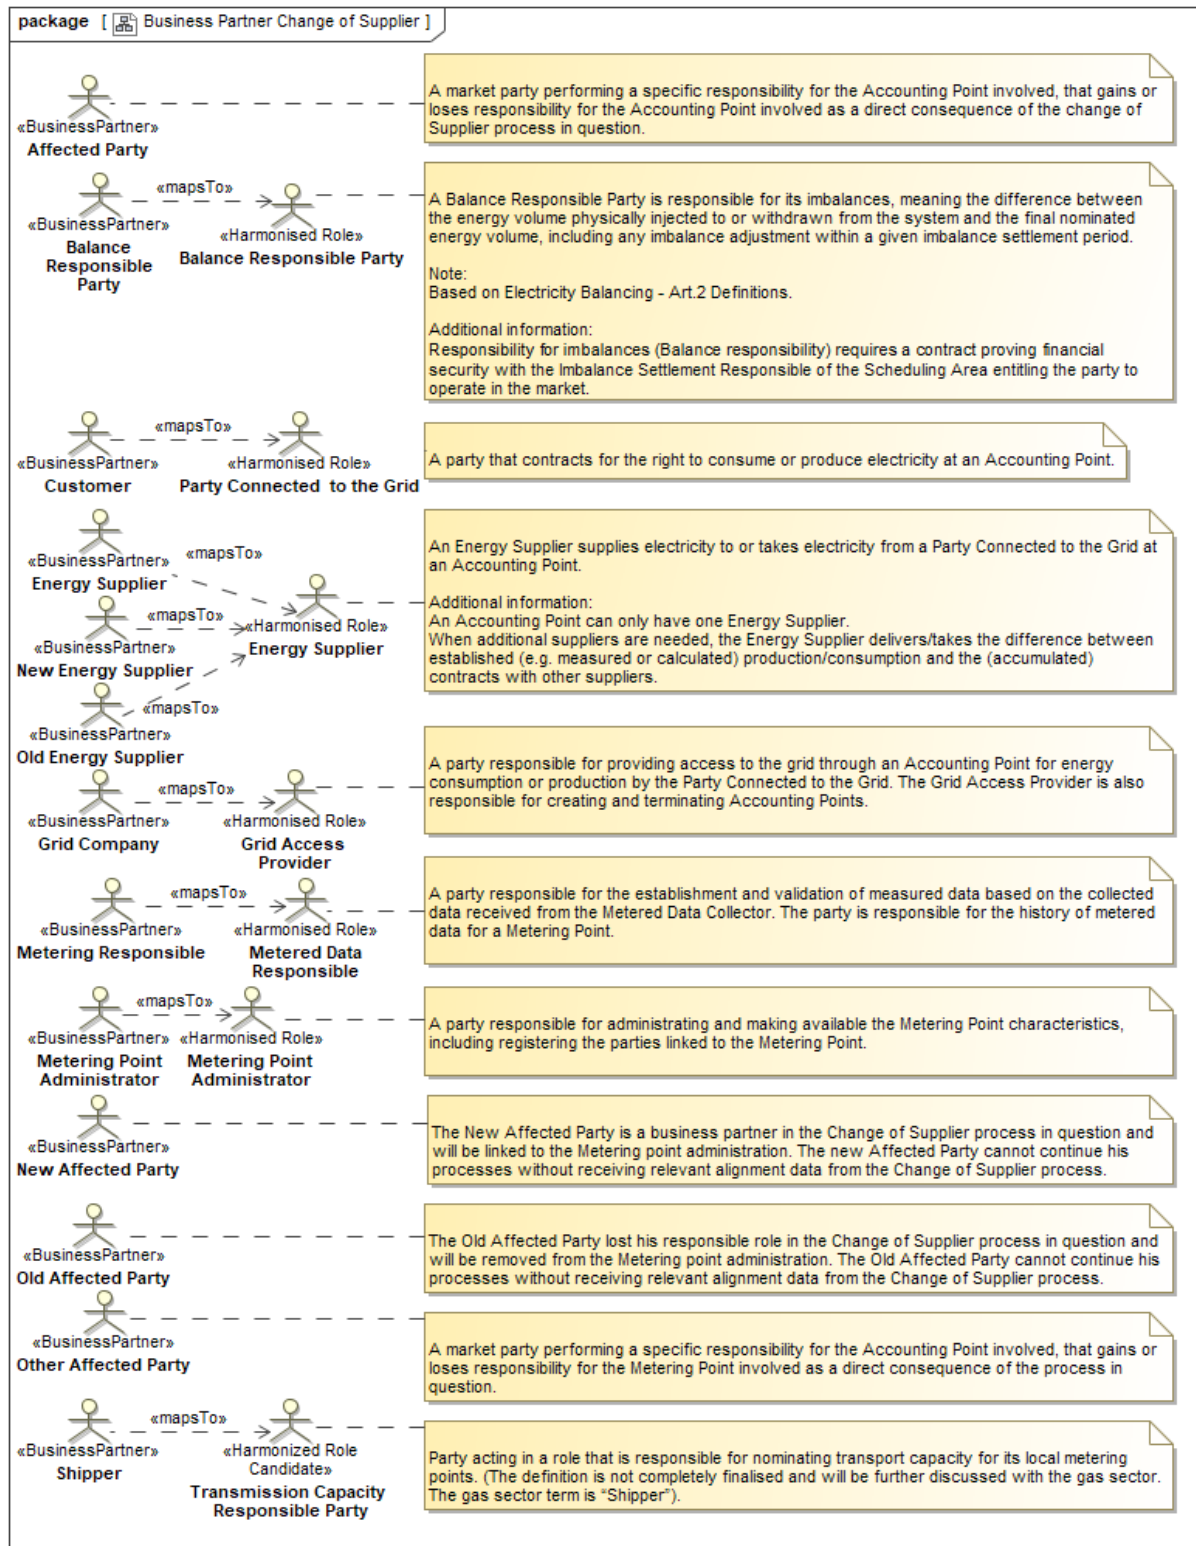 package [ Business Partner Change of Supplier ]
A market party performing a specific responsibility for the Accounting Point involved, that gains or
loses responsibility for the Accounting Point involved as a direct consequence of the change of
Supplier process in question.
«BusinessPartner»
Affected Party
«mapsTo»
«BusinessPartner»
Balance
Responsible
Party
«Harmonised Role»
Balance Responsible Party
A Balance Responsible Party is responsible for its imbalances, meaning the difference between
the energy volume physically injected to or withdrawn from the system and the final nominated
energy volume, including any imbalance adjustment within a given imbalance settlement period.
Note:
Based on Electricity Balancing - Art.2 Definitions.
Additional information:
Responsibility for imbalances (Balance responsibility) requires a contract proving financial
security with the Imbalance Settlement Responsible of the Scheduling Area entitling the party to
operate in the market.
«mapsTo»
«BusinessPartner»
Customer
«Harmonised Role»
Party Connected to the Grid
A party that contracts for the right to consume or produce electricity at an Accounting Point.
«BusinessPartner»
Energy Supplier
«mapsTo»
«mapsTo»
«BusinessPartner»
New Energy Supplier
«Harmonised Role»
Energy Supplier
«mapsTo»
«BusinessPartner»
Old Energy Supplier
An Energy Supplier supplies electricity to or takes electricity from a Party Connected to the Grid at
an Accounting Point.
Additional information:
An Accounting Point can only have one Energy Supplier.
When additional suppliers are needed, the Energy Supplier delivers/takes the difference between
established (e.g. measured or calculated) production/consumption and the (accumulated)
contracts with other suppliers.
«mapsTo»
«BusinessPartner»
Grid Company
«Harmonised Role»
Grid Access
Provider
A party responsible for providing access to the grid through an Accounting Point for energy
consumption or production by the Party Connected to the Grid. The Grid Access Provider is also
responsible for creating and terminating Accounting Points.
«mapsTo»
«BusinessPartner»
Metering Responsible
«Harmonised Role»
Metered Data
Responsible
A party responsible for the establishment and validation of measured data based on the collected
data received from the Metered Data Collector. The party is responsible for the history of metered
data for a Metering Point.
«mapsTo»
«BusinessPartner»
Metering Point
Administrator
«Harmonised Role»
Metering Point
Administrator
A party responsible for administrating and making available the Metering Point characteristics,
including registering the parties linked to the Metering Point.
«BusinessPartner»
New Affected Party
The New Affected Party is a business partner in the Change of Supplier process in question and
will be linked to the Metering point administration. The new Affected Party cannot continue his
processes without receiving relevant alignment data from the Change of Supplier process.
«BusinessPartner»
Old Affected Party
The Old Affected Party lost his responsible role in the Change of Supplier process in question and
will be removed from the Metering point administration. The Old Affected Party cannot continue his
processes without receiving relevant alignment data from the Change of Supplier process.
«BusinessPartner»
Other Affected Party
A market party performing a specific responsibility for the Accounting Point involved, that gains or
loses responsibility for the Metering Point involved as a direct consequence of the process in
question.
«mapsTo»
«BusinessPartner»
Shipper
«Harmonized Role
Candidate»
Transmission Capacity
Responsible Party
Party acting in a role that is responsible for nominating transport capacity for its local metering
points. (The definition is not completely finalised and will be further discussed with the gas sector.
The gas sector term is “Shipper”).